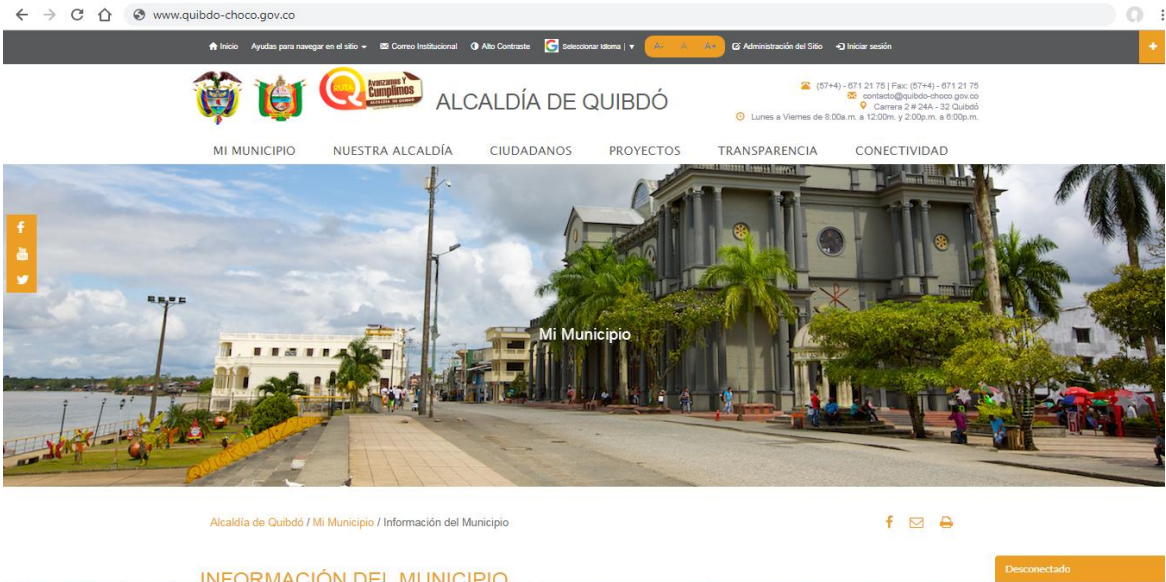 www.quibdo-choco.gov.co
Inicio Ayudas para navegar en el sitio Correo Institucional Alto Contraste Seleccionar idioma | ▼ A- A A+ Administración del Sitio Iniciar sesión
Avanzamos Y
Cumplimos
RUTA
ALCALDÍA DE QUIBDÓ
(57+4) - 671 21 75 | Fax: (57+4) - 671 21 75
contacto@quibdo-choco.gov.co
Carrera 2 # 24A - 32 Quibdó
Lunes a Viernes de 8:00a.m. a 12:00m. y 2:00p.m. a 6:00p.m.
MI MUNICIPIO NUESTRA ALCALDÍA CIUDADANOS PROYECTOS TRANSPARENCIA CONECTIVIDAD
Mi Municipio
Alcaldía de Quibdó / Mi Municipio / Información del Municipio
INFORMACIÓN DEL MUNICIPIO
Desconectado